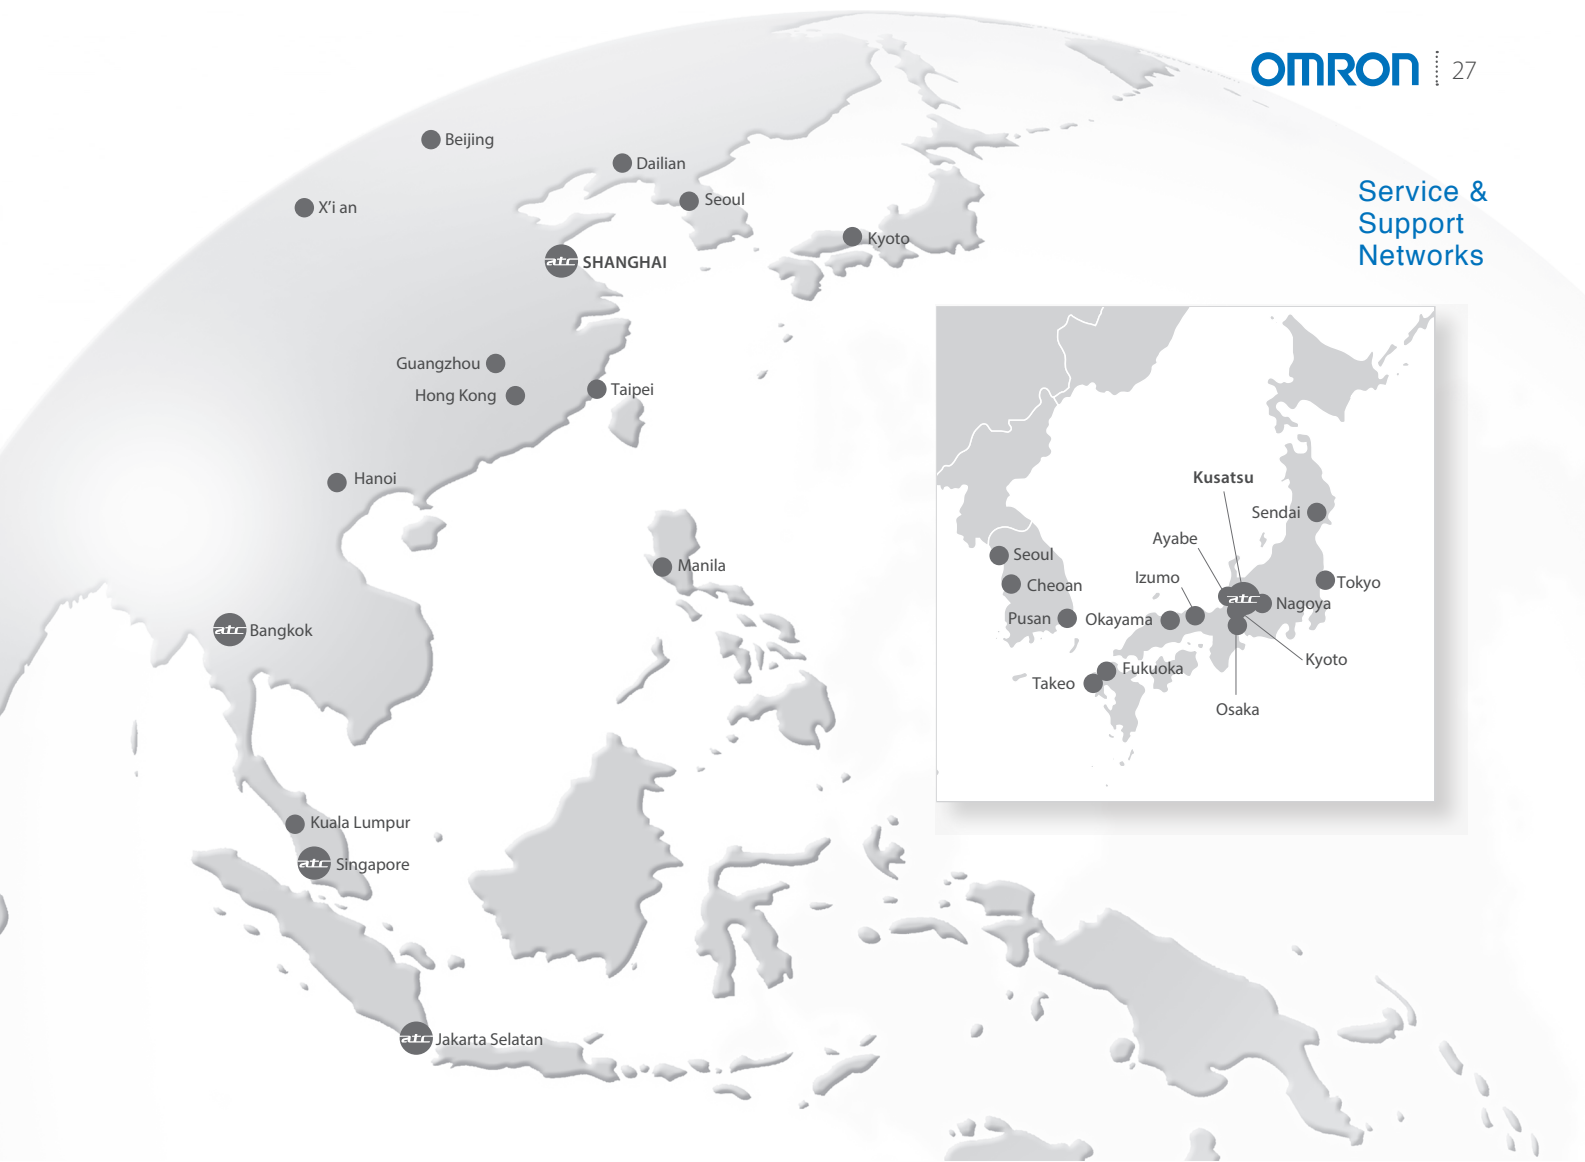 OMRON 27
Service &
Support
Networks
Beijing
Dailian
X'i an
Seoul
Kyoto
atc SHANGHAI
Guangzhou
Hong Kong
Taipei
Hanoi
Manila
atc Bangkok
Kuala Lumpur
atc Singapore
atc Jakarta Selatan
Kusatsu
Sendai
Ayabe
Seoul
Izumo
Cheoan
Tokyo
atc
Nagoya
Pusan
Okayama
Kyoto
Fukuoka
Takeo
Osaka